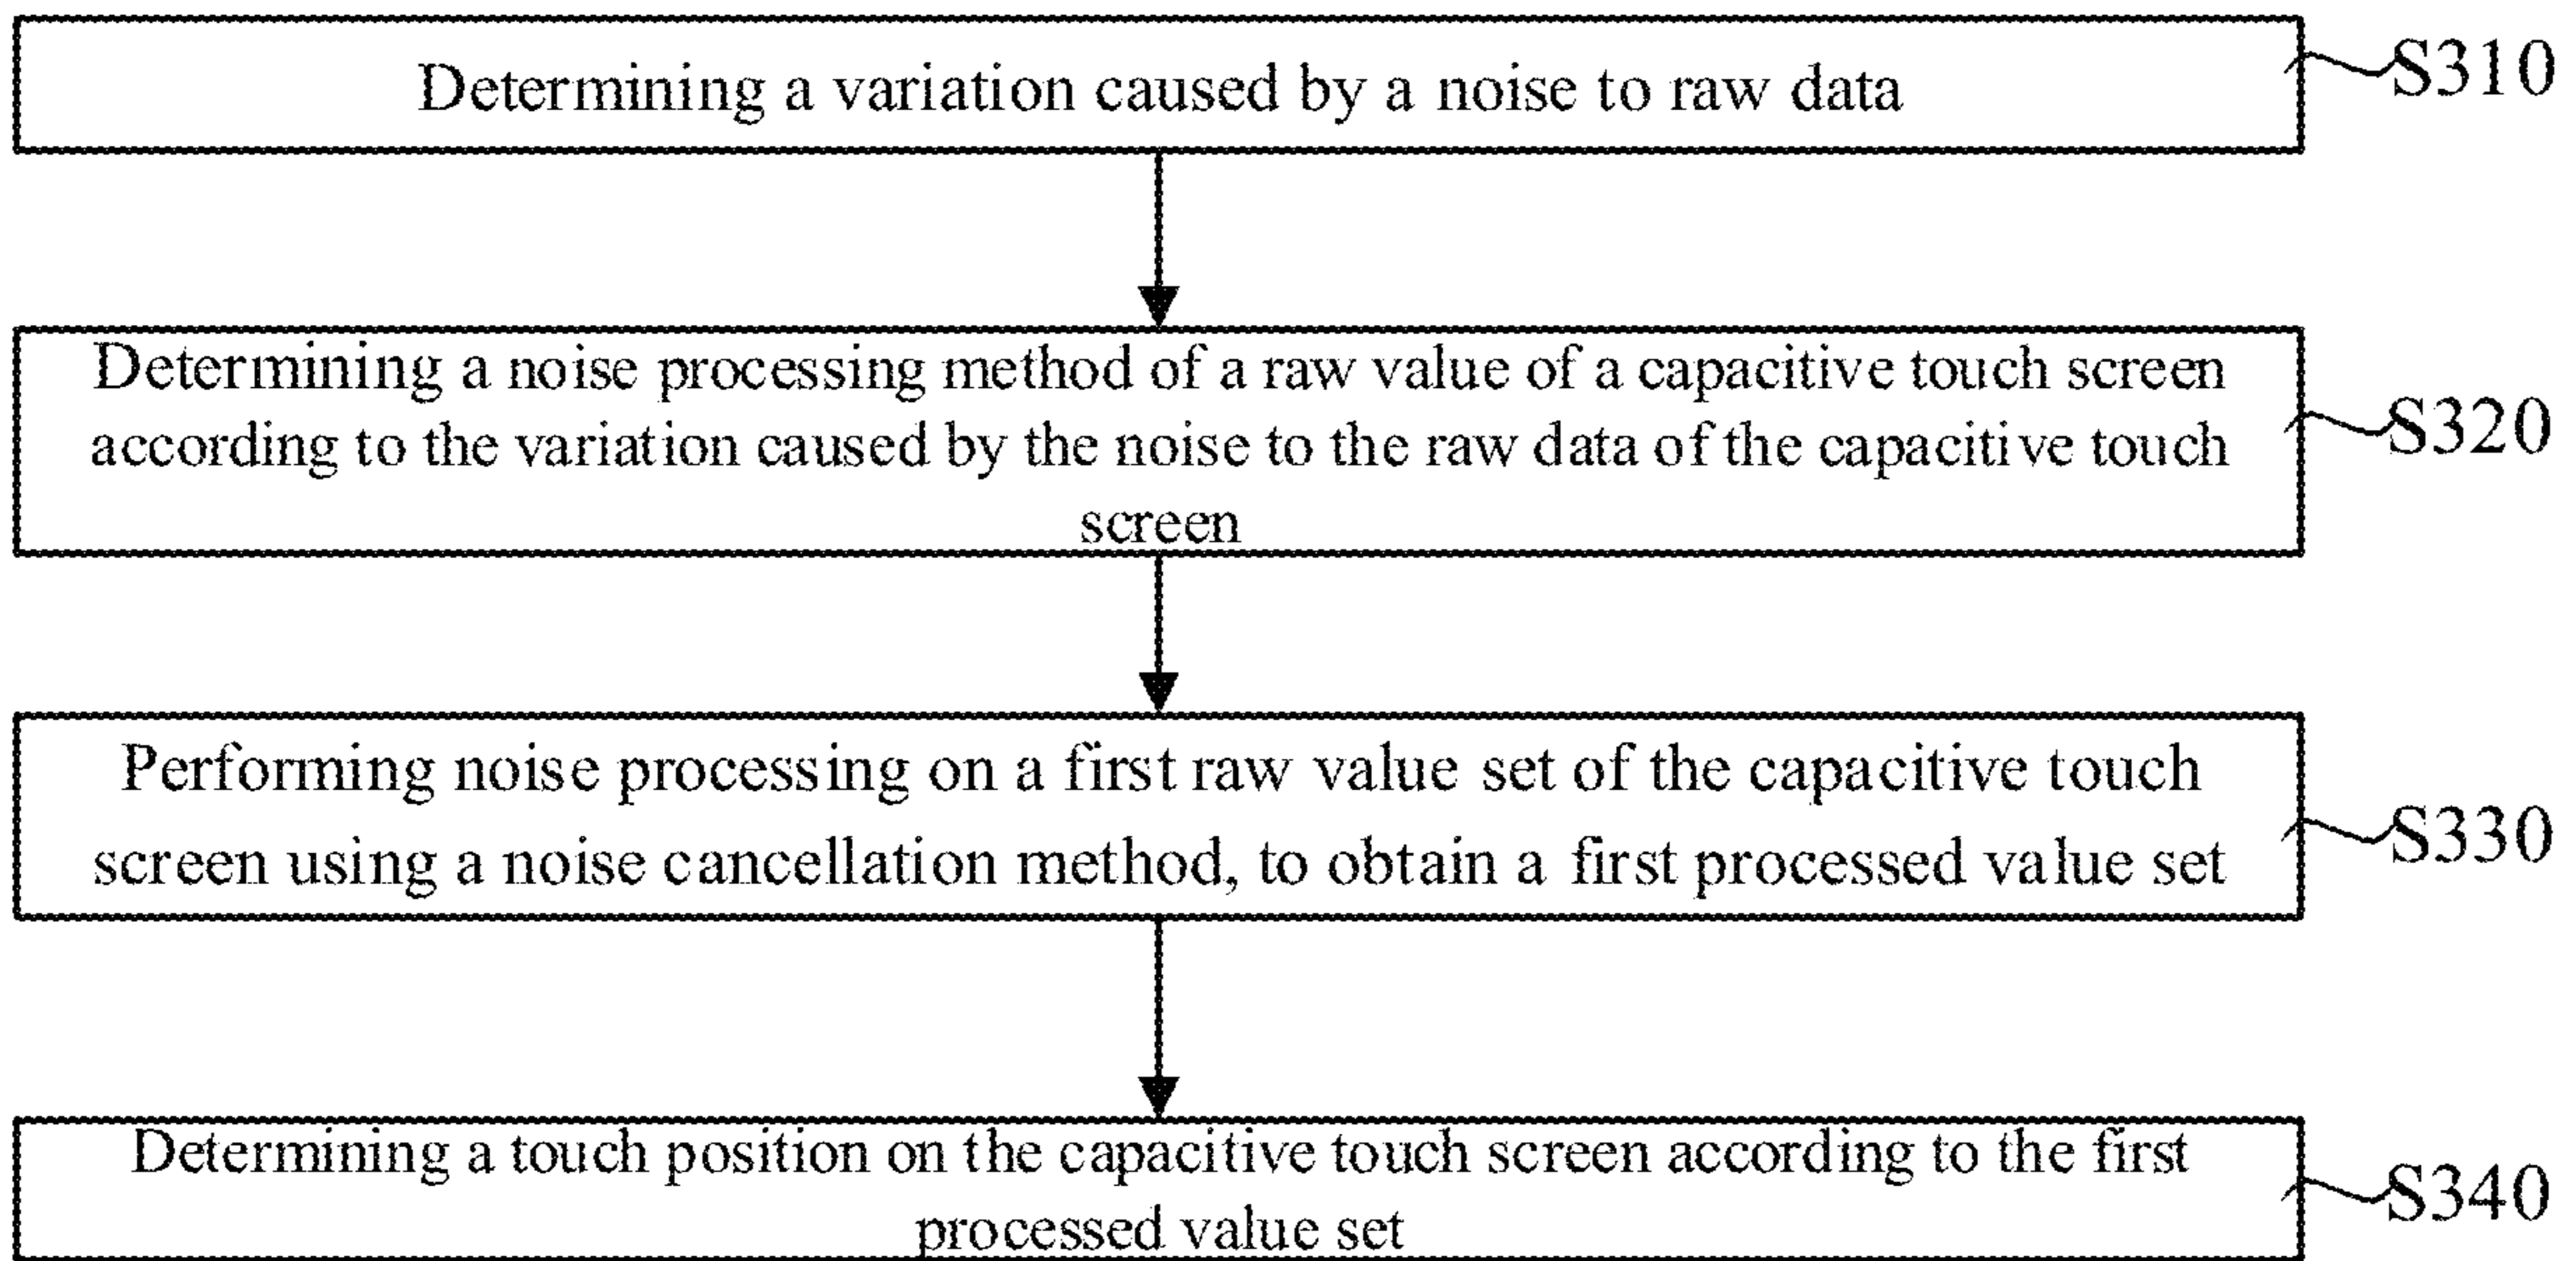 Determining a variation caused by a noise to raw data
S310
Determining a noise processing method of a raw value of a capacitive touch screen
according to the variation caused by the noise to the raw data of the capacitive touch
screen
S320
Performing noise processing on a first raw value set of the capacitive touch
screen using a noise cancellation method, to obtain a first processed value set
S330
Determining a touch position on the capacitive touch screen according to the first
processed value set
S340